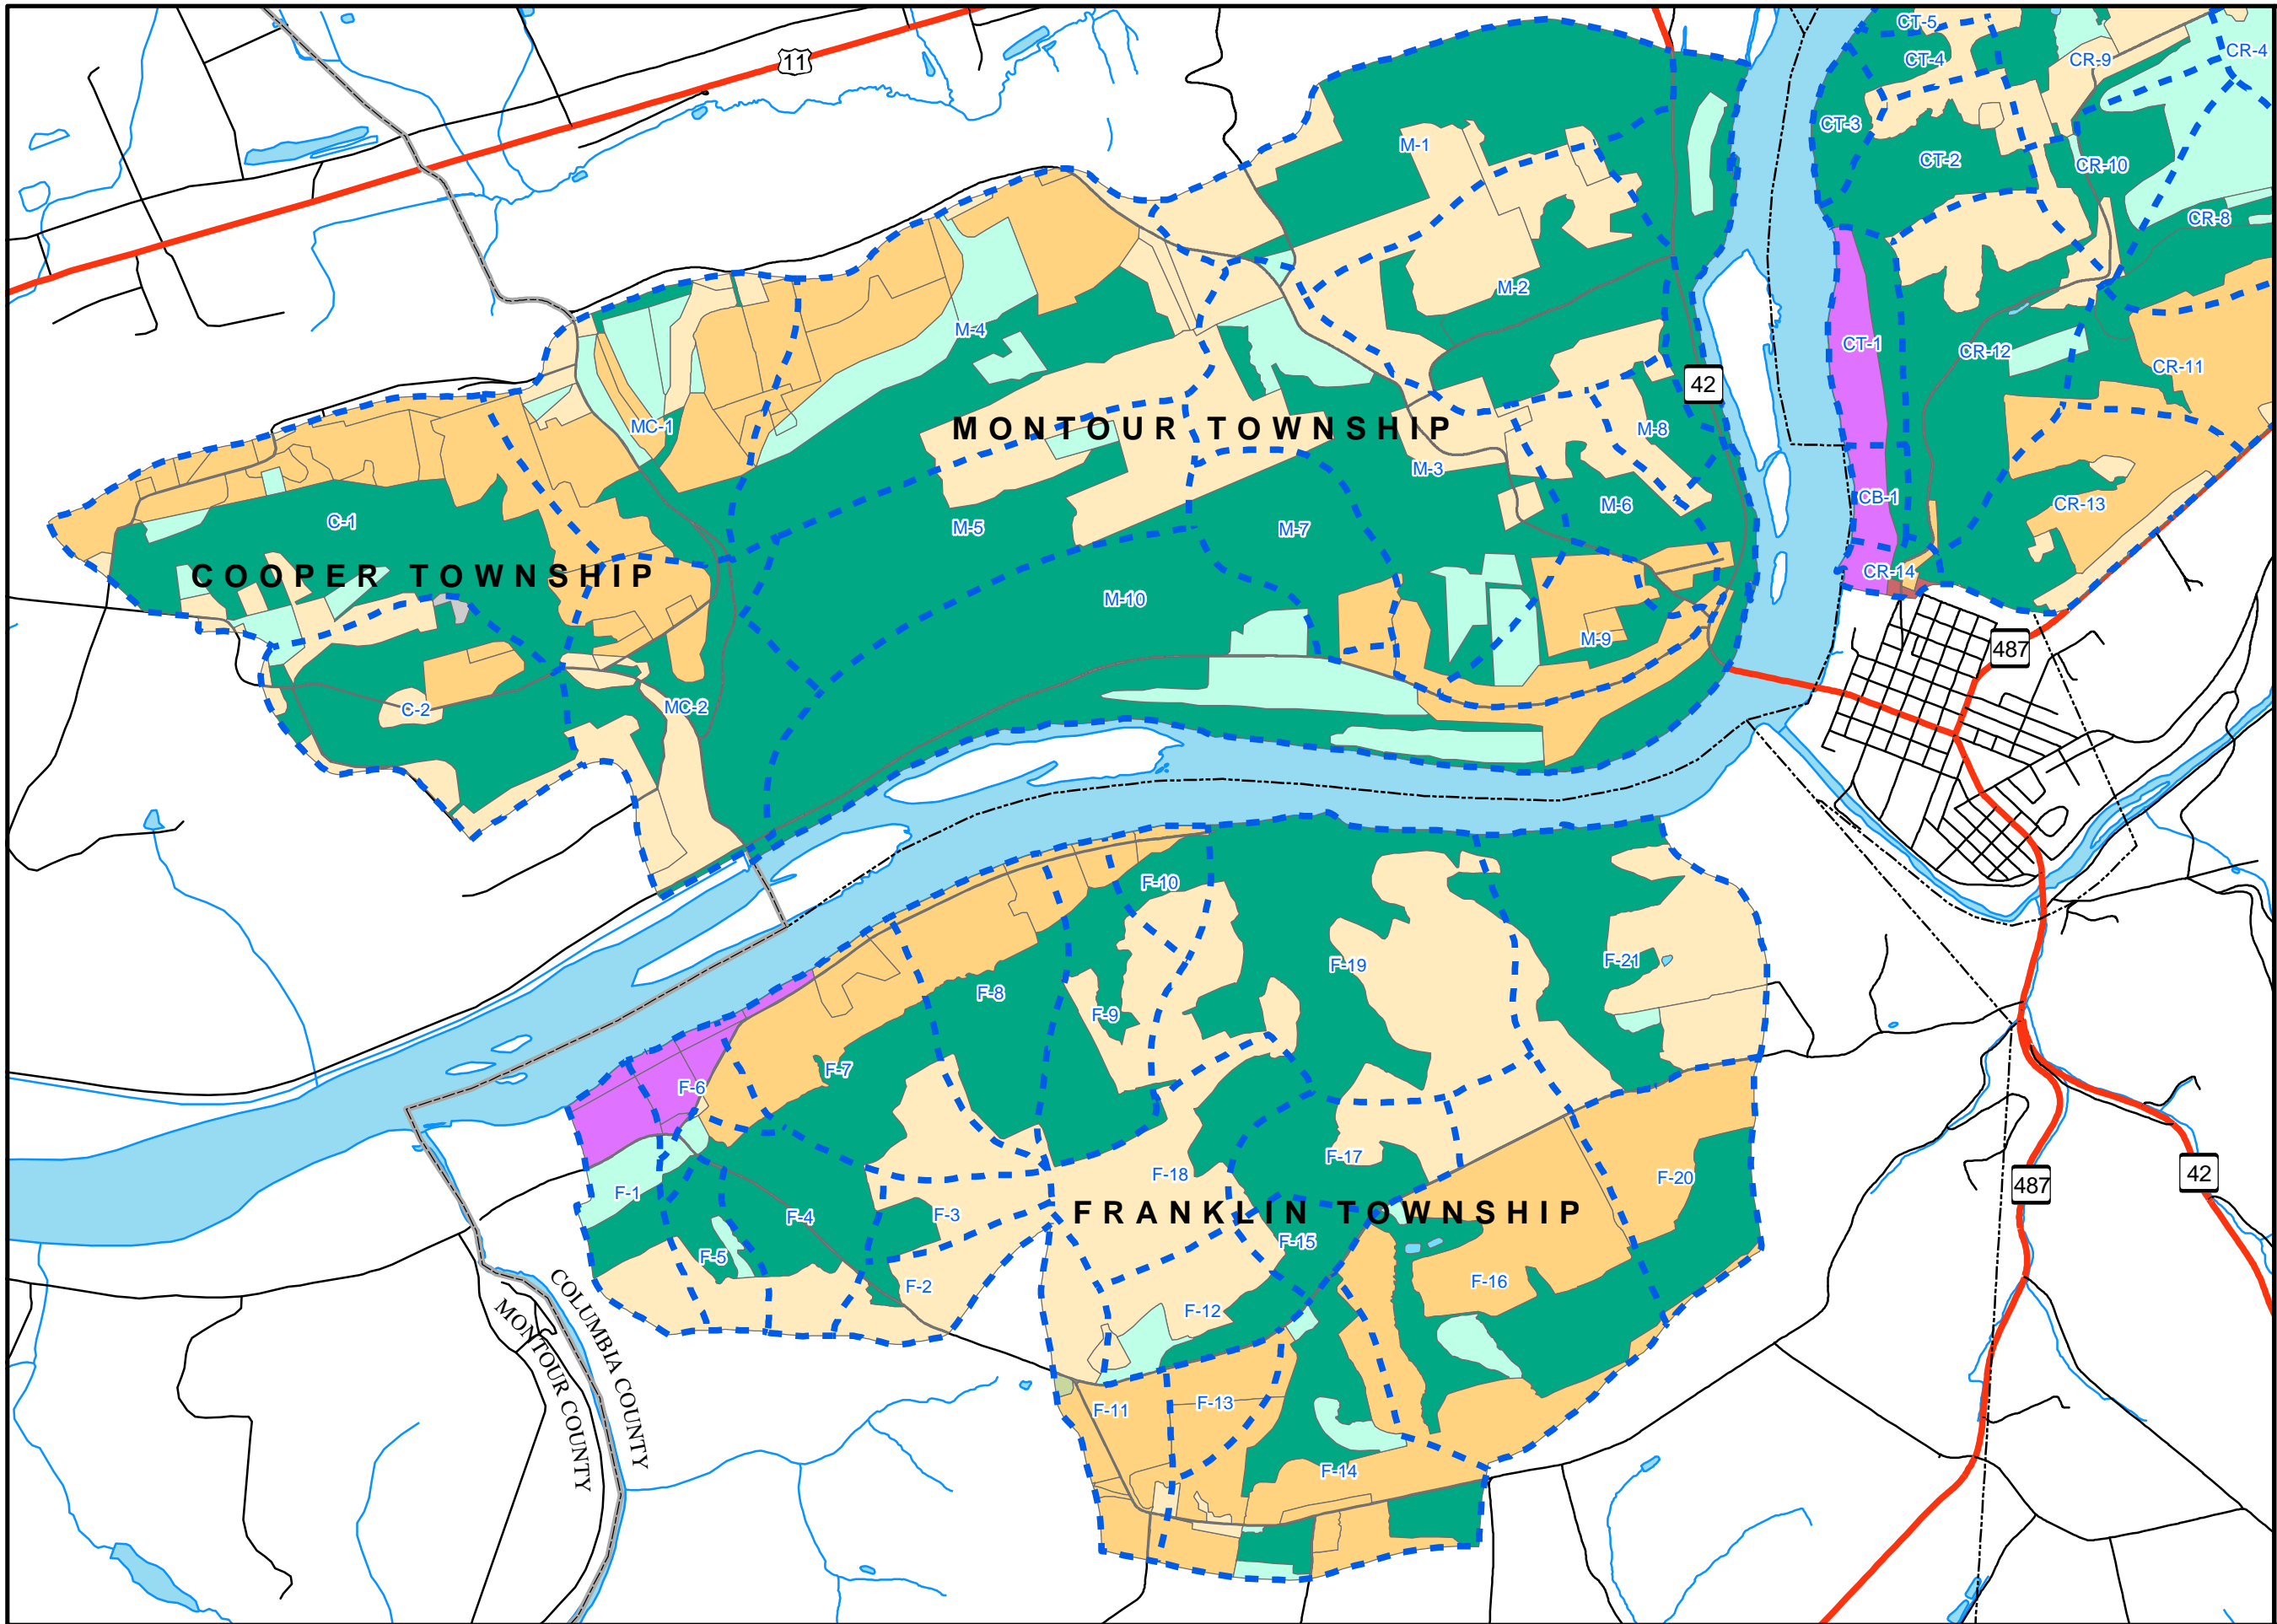 CT-5
11
CT-4
CR-9
CR-4
M-1
CT-3
CT-2
CR-10
CR-8
M-2
M-4
CT-1
CR-12
CR-11
42
MC-1
MONTOUR TOWNSHIP
M-8
M-3
CB-1
CR-13
C-1
M-5
M-7
M-6
COOPER TOWNSHIP
CR-14
M-10
M-9
487
C-2
MC-2
F-10
F-19
F-21
F-8
F-9
F-7
F-6
F-18
F-17
F-20
42
487
F-1
F-4
F-3
FRANKLIN TOWNSHIP
F-5
F-15
F-2
F-16
F-12
COLUMBIA COUNTY
MONTOUR COUNTY
F-11
F-13
F-14